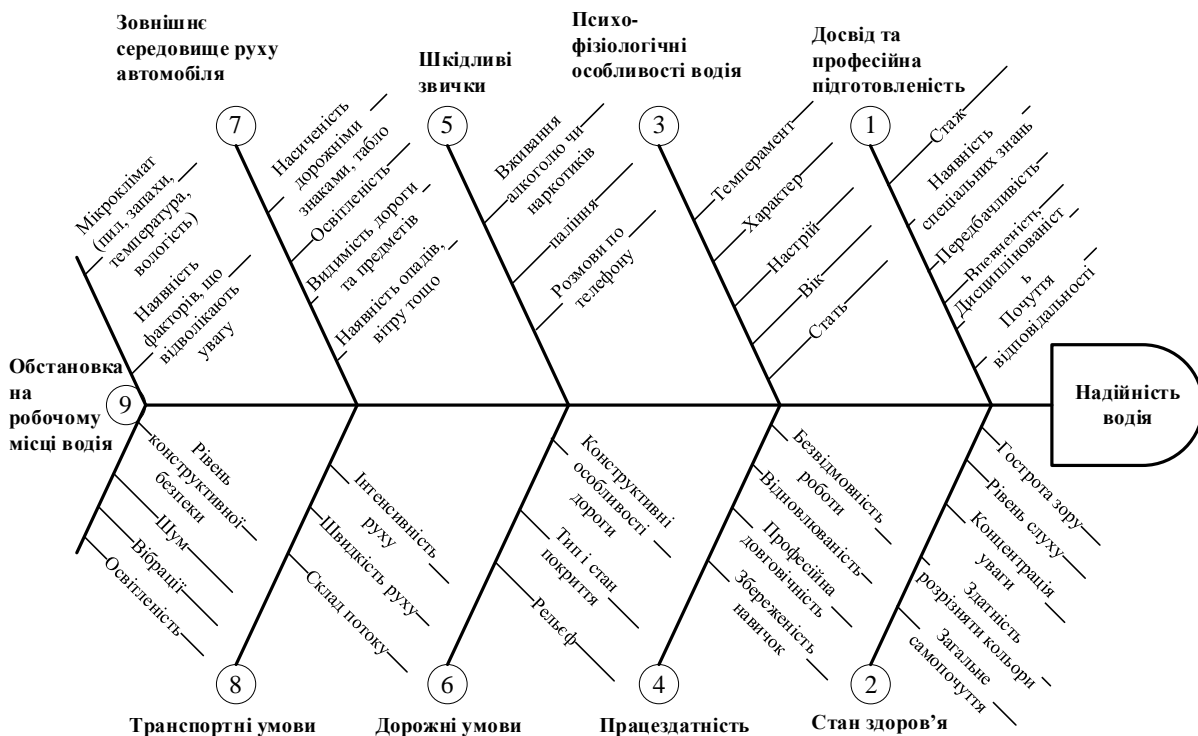 Зовнішнє
середовище руху
автомобіля
7
Мікроклімат
(пил, запахи,
температура,
вологість)
Наявність
факторів, що
відволікають
увагу
Насиченість
дорожніми
знаками, табло
Освітленість
Видимість дороги
та предметів
Наявність опадів,
вітру тощо
Шкідливі
звички
5
Вживання
алкоголю чи
наркотиків
паління
Розмови по
телефону
Психо-
фізіологічні
особливості водія
3
Темперамент
Характер
Настрій
Вік
Стать
Досвід та
професійна
підготовленість
1
Стаж
Наявність
спеціальних знань
Передбачливість
Впевненість,
Дисциплінованіст
ь
Почуття
відповідальності
Обстановка
на
робочому
місці водія
9
Надійність
водія
Рівень
конструктивної
безпеки
Шум
Вібрації
Освітленість
Інтенсивність
руху
Швидкість руху
Склад потоку
8
Транспортні умови
Конструктивні
особливості
дороги
Тип і стан
покриття
Рельєф
6
Дорожні умови
Безвідмовність
роботи
Відновлюваність
Професійна
довговічність
Збереженість
навичок
4
Працездатність
Гострота зору
Рівень слуху
Концентрація
уваги
Здатність
розрізняти кольори
Загальне
самопочуття
2
Стан здоров’я